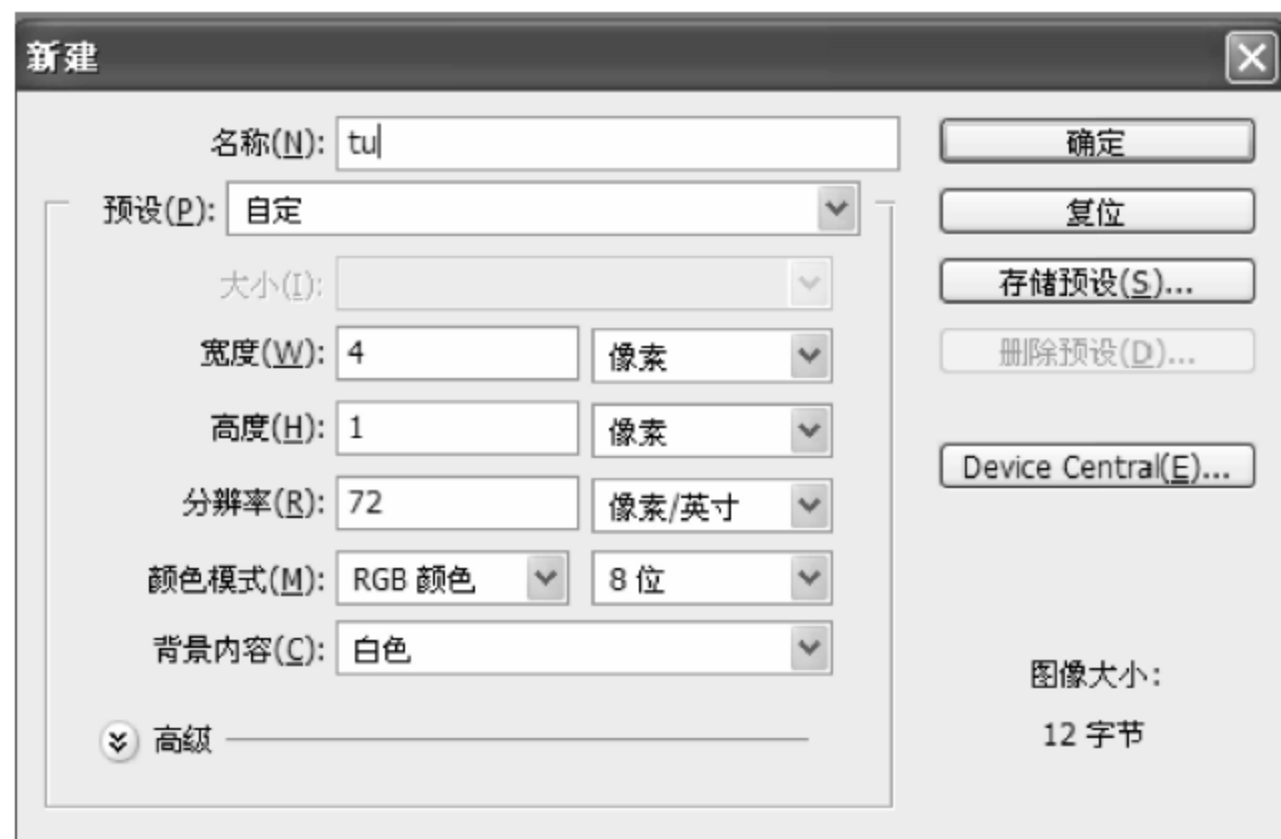 新建
名称(N): tu
确定
预设(P): 自定
复位
大小(I):
存储预设(S)...
宽度(W): 4 像素
删除预设(D)...
高度(H): 1 像素
Device Central(E)...
分辨率(R): 72 像素/英寸
颜色模式(M): RGB 颜色 8 位
背景内容(C): 白色
图像大小:
高级
12 字节